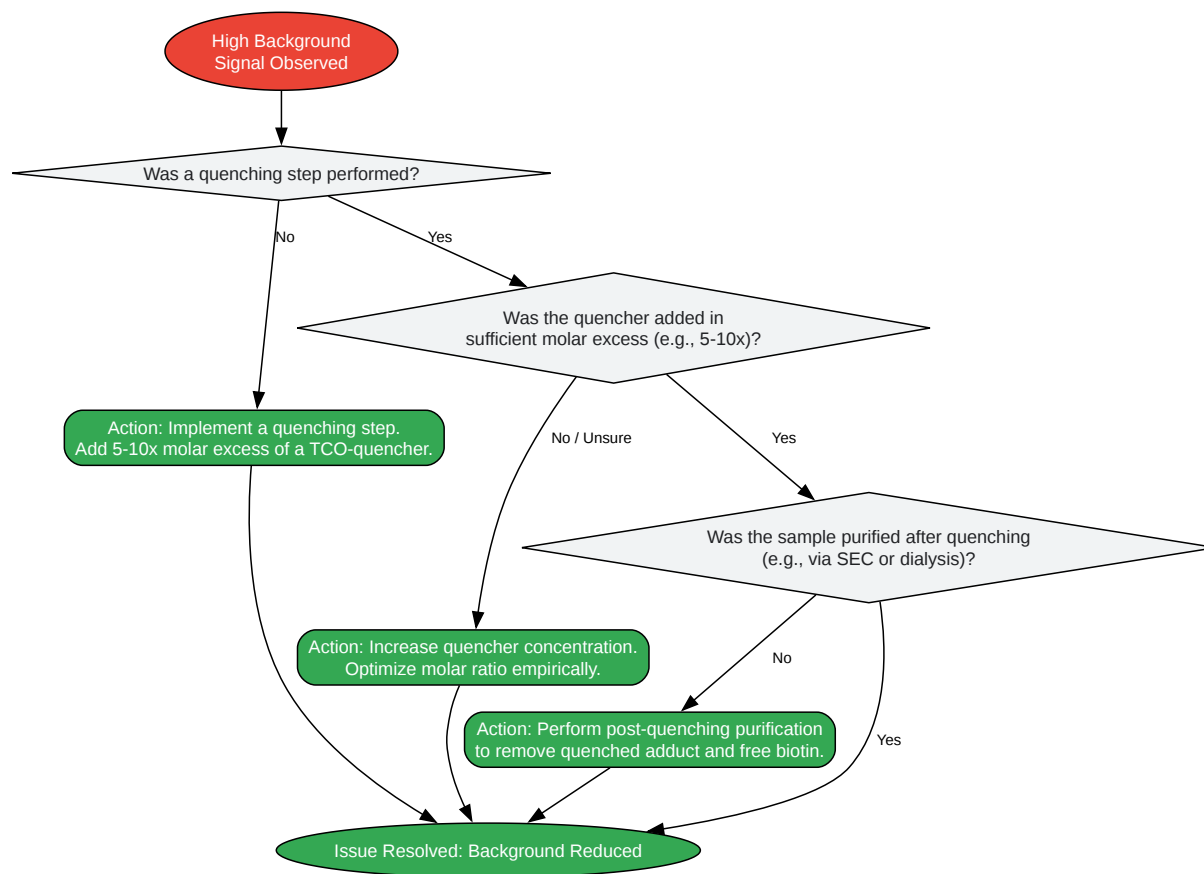 High Background
Signal Observed
Was a quenching step performed?
No
Yes
Was the quencher added in
sufficient molar excess (e.g., 5-10x)?
Action: Implement a quenching step.
Add 5-10x molar excess of a TCO-quencher.
No / Unsure
Yes
Was the sample purified after quenching
(e.g., via SEC or dialysis)?
Action: Increase quencher concentration.
Optimize molar ratio empirically.
No
Action: Perform post-quenching purification
to remove quenched adduct and free biotin.
Yes
Issue Resolved: Background Reduced